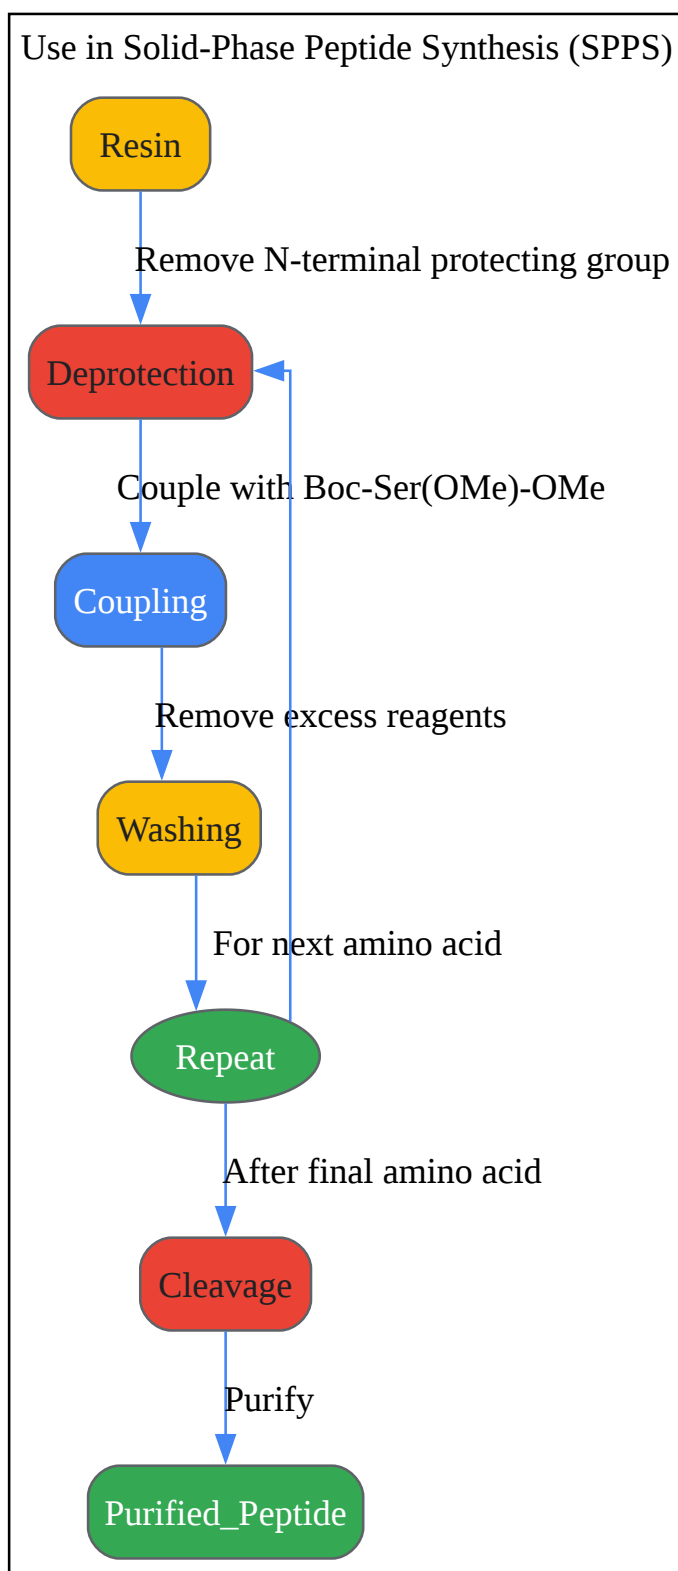 Use in Solid-Phase Peptide Synthesis (SPPS)
Resin
Remove N-terminal protecting group
Deprotection
Couple with Boc-Ser(OMe)-OMe
Coupling
Remove excess reagents
Washing
For next amino acid
Repeat
After final amino acid
Cleavage
Purify
Purified_Peptide